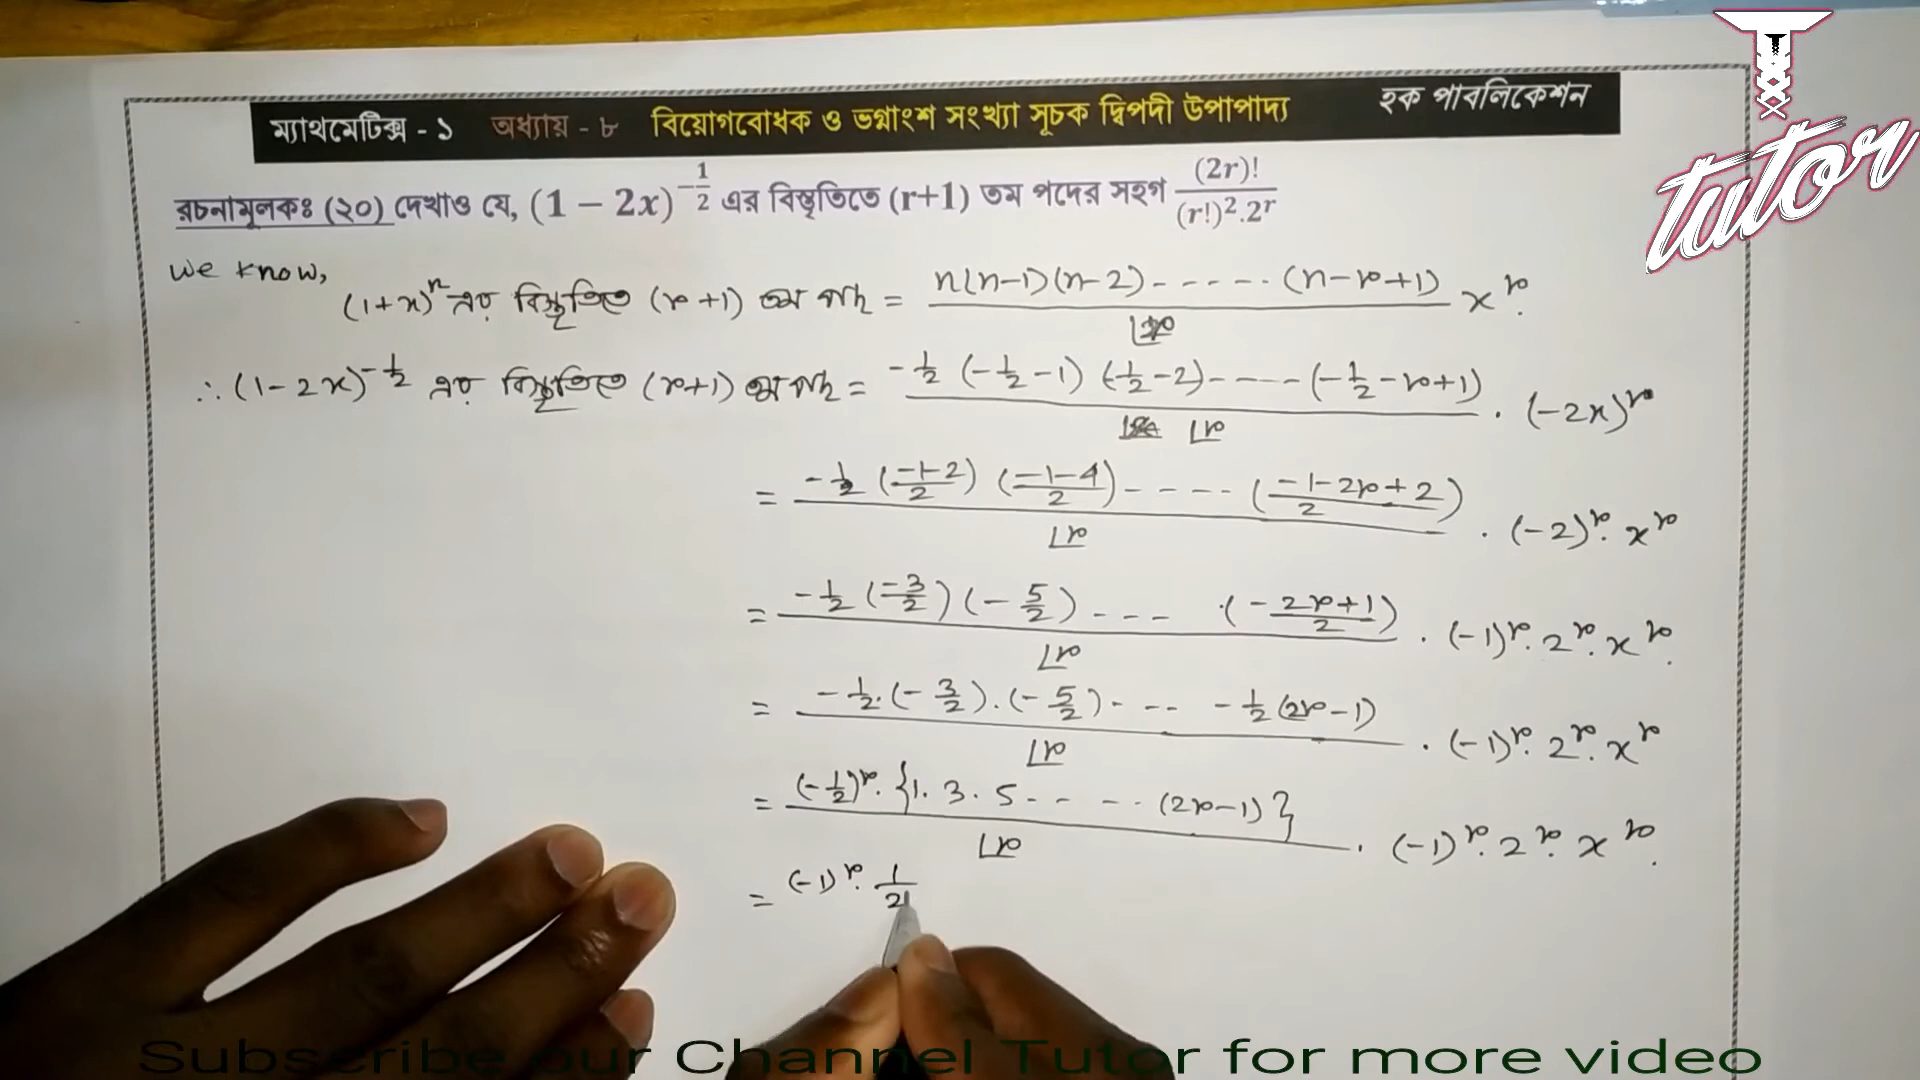 ম্যাথমেটিক্স - ১ অধ্যায় - ৮ বিয়োগবোধক ও ভগ্নাংশ সংখ্যা সূচক দ্বিপদী উপাপাদ্য হক পাবলিকেশন
T tutor
রচনামূলকঃ (২০) দেখাও যে, (1 − 2x)^{-1/2} এর বিস্তৃতিতে (r+1) তম পদের সহগ (2r)!/((r!)^2.2^r)
We know,
(1+x)^n এর বিস্তৃতিতে (r+1) তম পদ = n(n-1)(n-2)----- (n-r+1) / ∟r x^r.
∴ (1-2x)^{-1/2} এর বিস্তৃতিতে (r+1) তম পদ = -1/2 (-1/2 -1) (-1/2 -2)---- (-1/2 -r+1) / ∟r . (-2x)^r
= -1/2 (-1-2/2) (-1-4/2)---- (-1-2r+2/2) / ∟r . (-2)^r. x^r
= -1/2 (-3/2) (-5/2) --- .(-2r+1/2) / ∟r . (-1)^r. 2^r. x^r.
= -1/2 .(-3/2).(-5/2)- -- -1/2 (2r-1) / ∟r . (-1)^r. 2^r. x^r
= (-1/2)^r. {1. 3. 5-- -- (2r-1)} / ∟r . (-1)^r. 2^r. x^r.
= (-1)^r. 1/2
Subscribe our Channel Tutor for more video